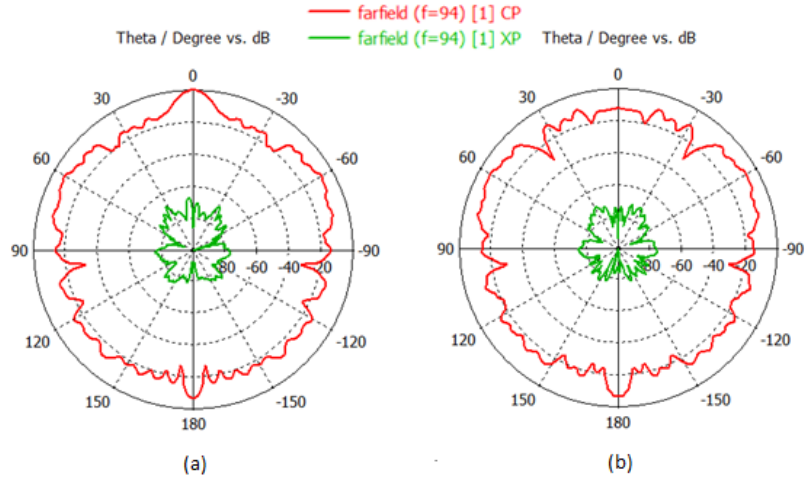 farfield (f=94) [1] CP
Theta / Degree vs. dB farfield (f=94) [1] XP Theta / Degree vs. dB
0 0
30 -30 30 -30
60 -60 60 -60
90 -80 -60 -40 -20 -90 90 -80 -60 -40 -20 -90
120 -120 120 -120
150 -150 150 -150
180 180
(a) (b)